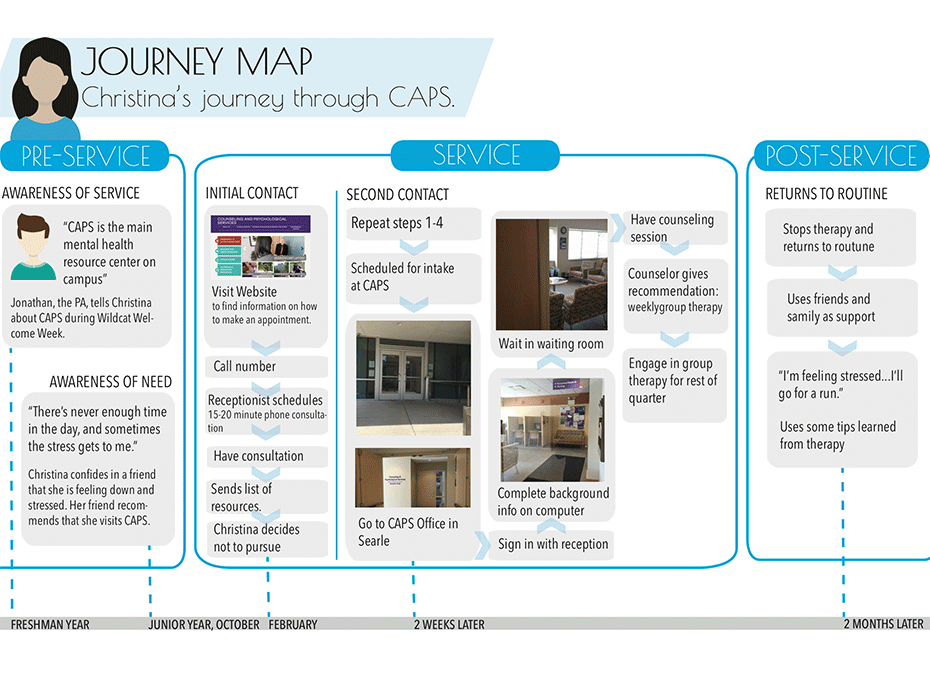 JOURNEY MAP
Christina's journey through CAPS.
PRE-SERVICE
AWARENESS OF SERVICE
“CAPS is the main
mental health
resource center on
campus”
Jonathan, the PA, tells Christina
about CAPS during Wildcat Wel-
come Week.
AWARENESS OF NEED
“There’s never enough time
in the day, and sometimes
the stress gets to me.”
Christina confides in a friend
that she is feeling down and
stressed. Her friend recom-
mends that she visits CAPS.
SERVICE
INITIAL CONTACT
COUNSELING AND PSYCHOLOGICAL
SERVICES
Visit Website
to find information on how
to make an appointment.
Call number
Receptionist schedules
15-20 minute phone consulta-
tion
Have consultation
Sends list of
resources.
Christina decides
not to pursue
SECOND CONTACT
Repeat steps 1-4
Scheduled for intake
at CAPS
Go to CAPS Office in
Searle
Sign in with reception
Complete background
info on computer
Wait in waiting room
Have counseling
session
Counselor gives
recommendation:
weeklygroup therapy
Engage in group
therapy for rest of
quarter
POST-SERVICE
RETURNS TO ROUTINE
Stops therapy and
returns to routune
Uses friends and
samily as support
“I’m feeling stressed...I’ll
go for a run.”
Uses some tips learned
from therapy
FRESHMAN YEAR
JUNIOR YEAR, OCTOBER
FEBRUARY
2 WEEKS LATER
2 MONTHS LATER